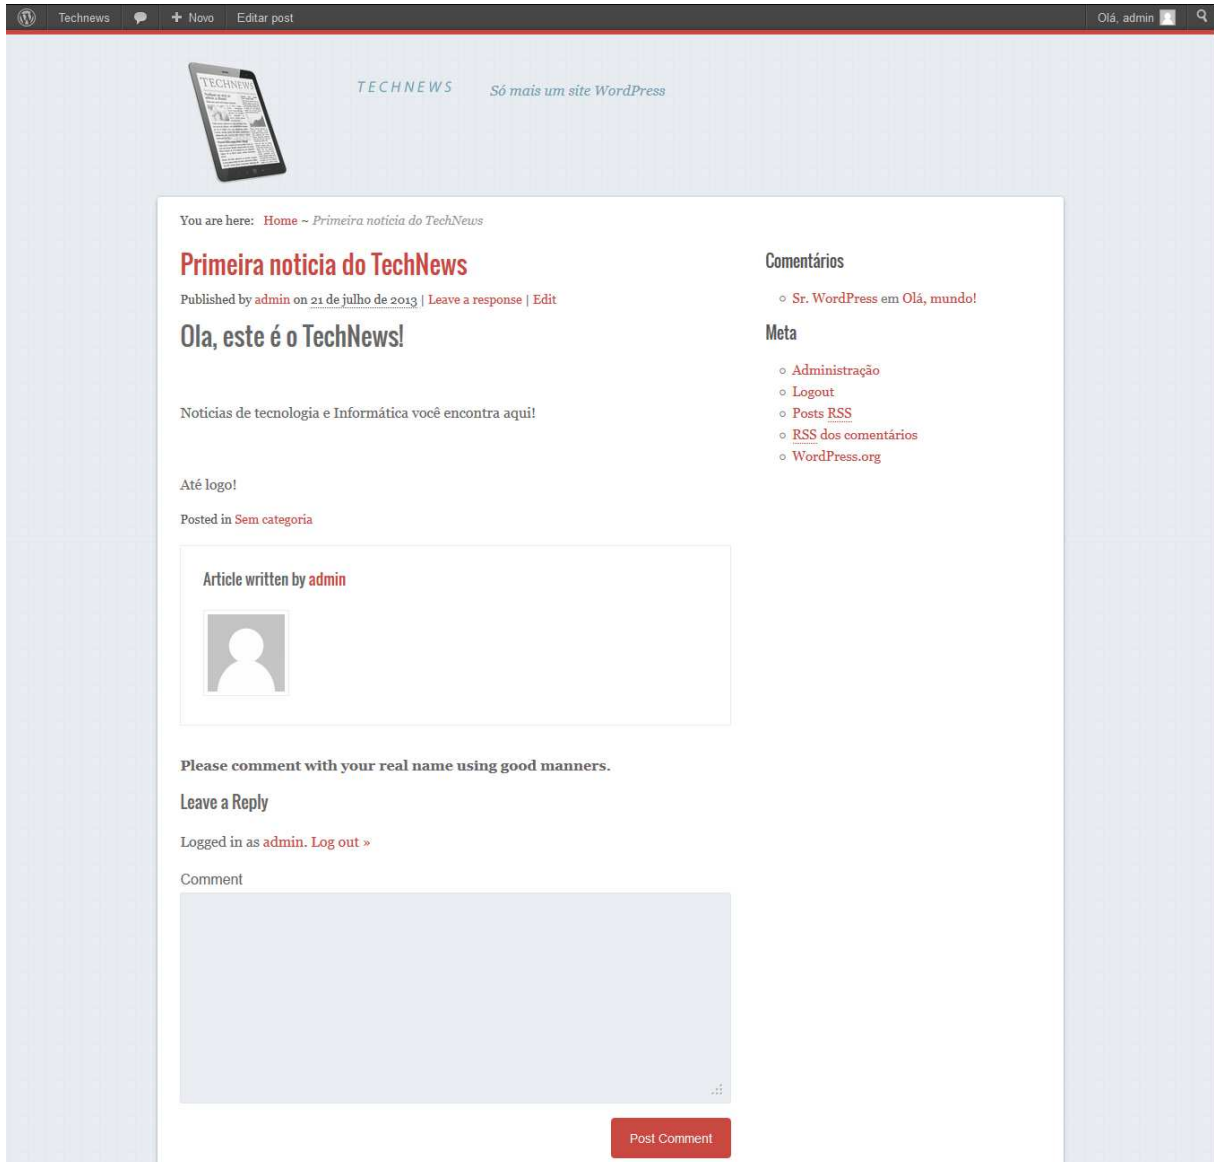 Technews
Novo
Editar post
Olá, admin
TECHNEWS
TECHNEWS
Só mais um site WordPress
You are here: Home ~ Primeira noticia do TechNews
Primeira noticia do TechNews
Published by admin on 21 de julho de 2013 | Leave a response | Edit
Ola, este é o TechNews!
Noticias de tecnologia e Informática você encontra aqui!
Até logo!
Posted in Sem categoria
Article written by admin
Please comment with your real name using good manners.
Leave a Reply
Logged in as admin. Log out »
Comment
Post Comment
Comentários
Sr. WordPress em Olá, mundo!
Meta
Administração
Logout
Posts RSS
RSS dos comentários
WordPress.org